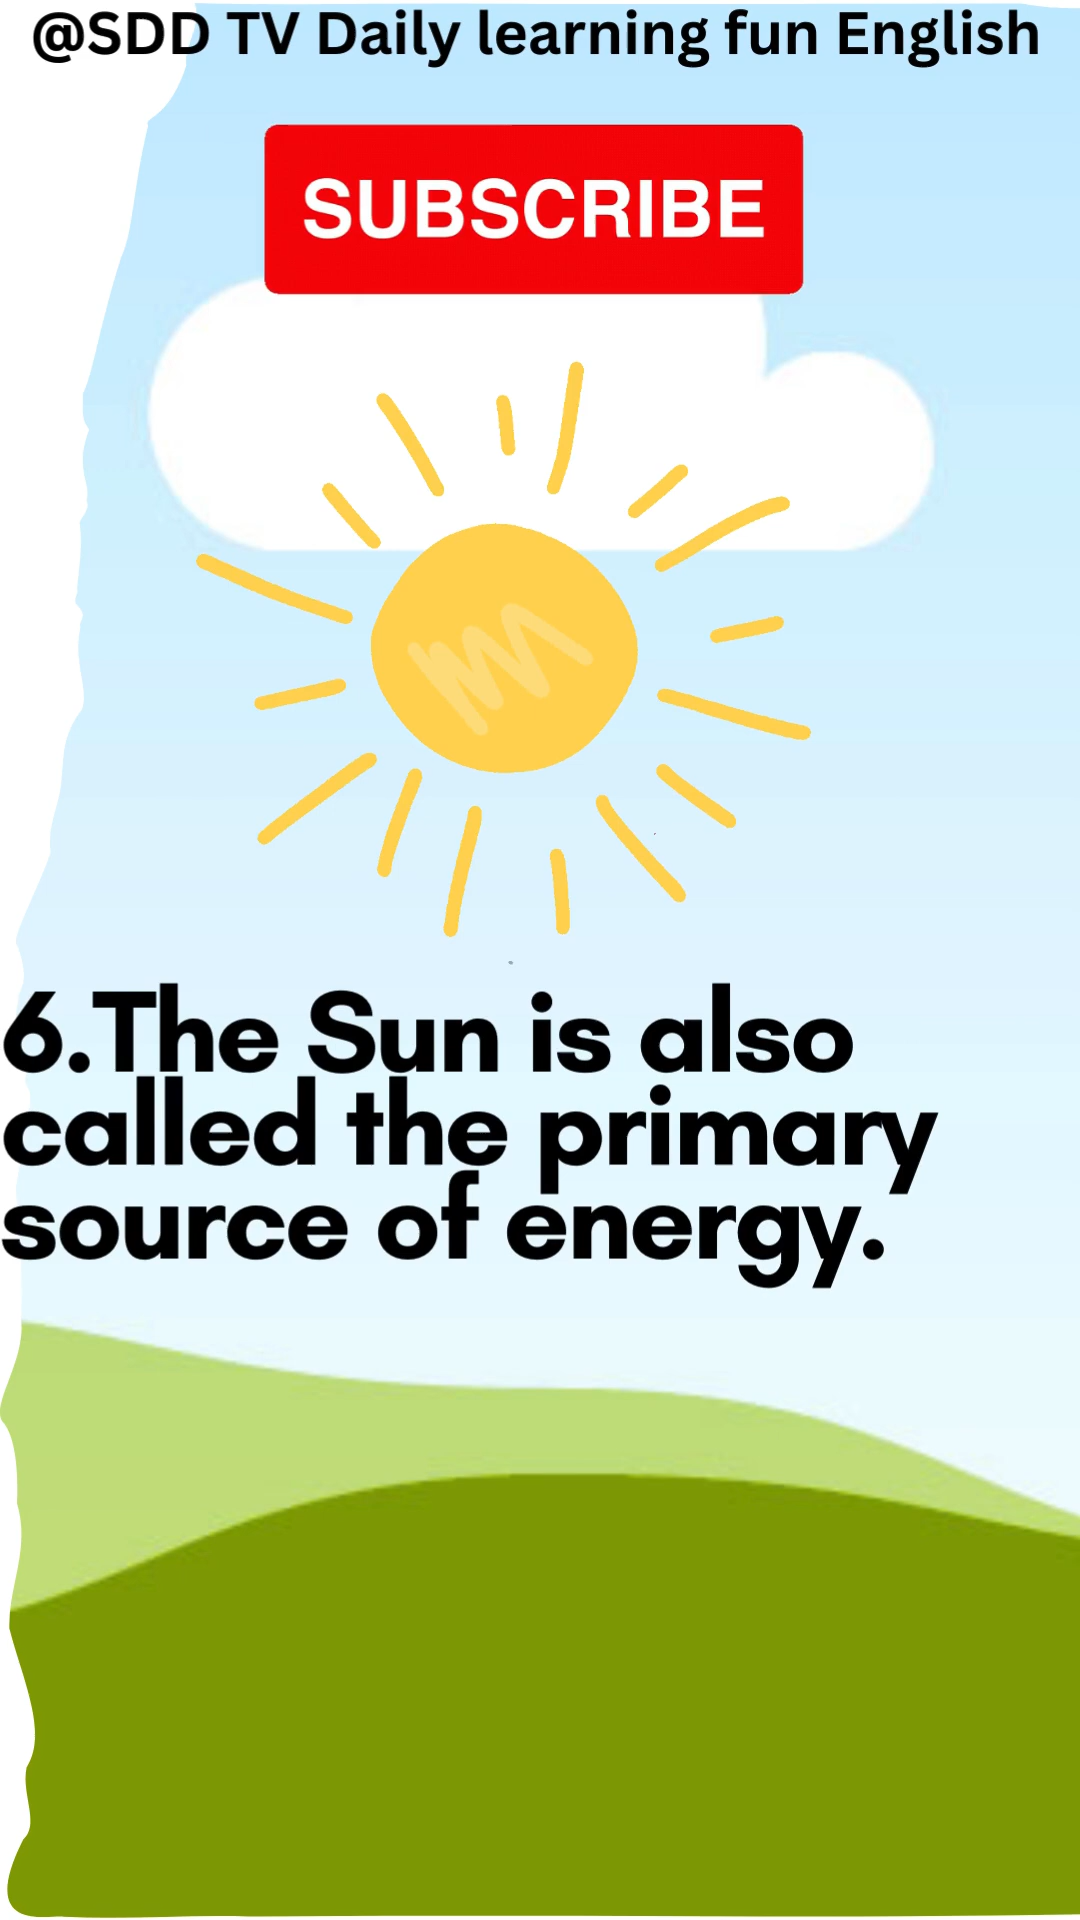 @SDD TV Daily learning fun English
SUBSCRIBE
6.The Sun is also
called the primary
source of energy.